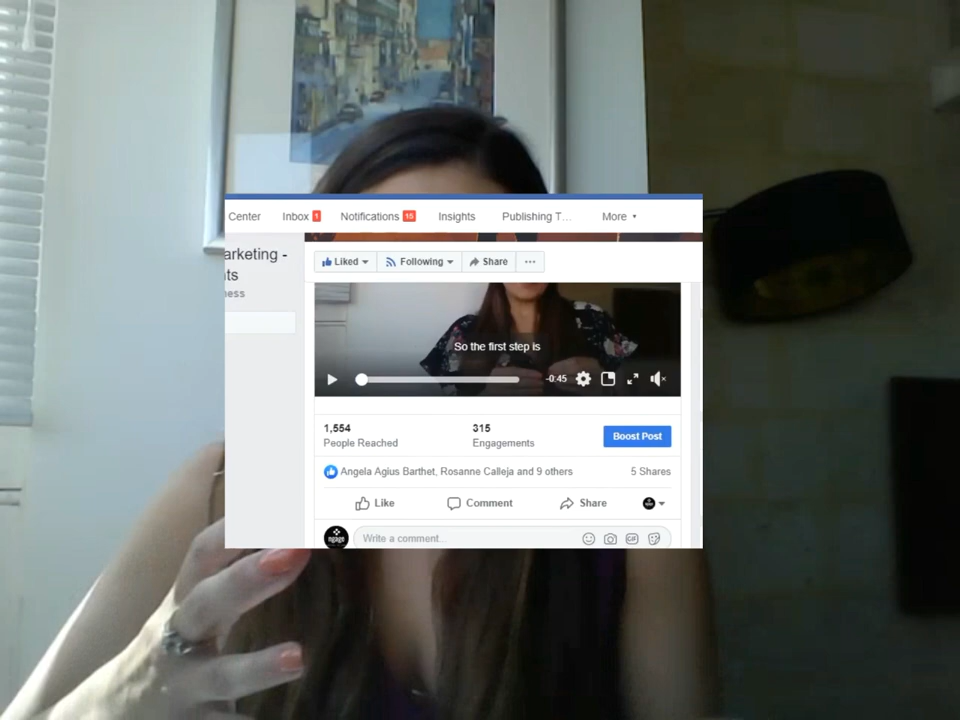 Center Inbox 1 Notifications 15 Insights Publishing T... More
arketing -
ts
ness
Liked Following Share ...
So the first step is
-0:45
1,554 315
People Reached Engagements Boost Post
Angela Agius Barthet, Rosanne Calleja and 9 others 5 Shares
Like Comment Share
ngage Write a comment... GIF